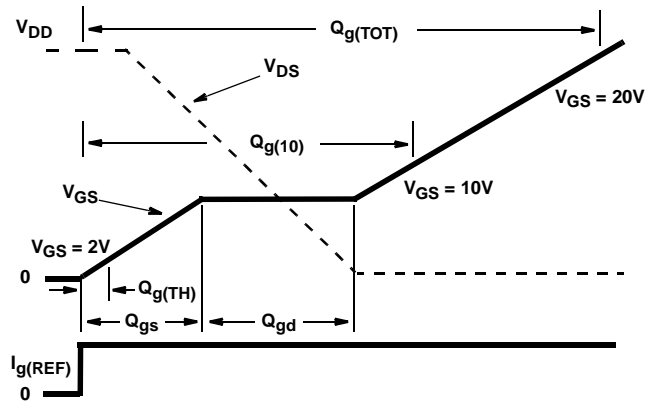 V_DD
Q_g(TOT)
V_DS
V_GS = 20V
Q_g(10)
V_GS
V_GS = 10V
V_GS = 2V
0
Q_g(TH)
Q_gs
Q_gd
I_g(REF)
0